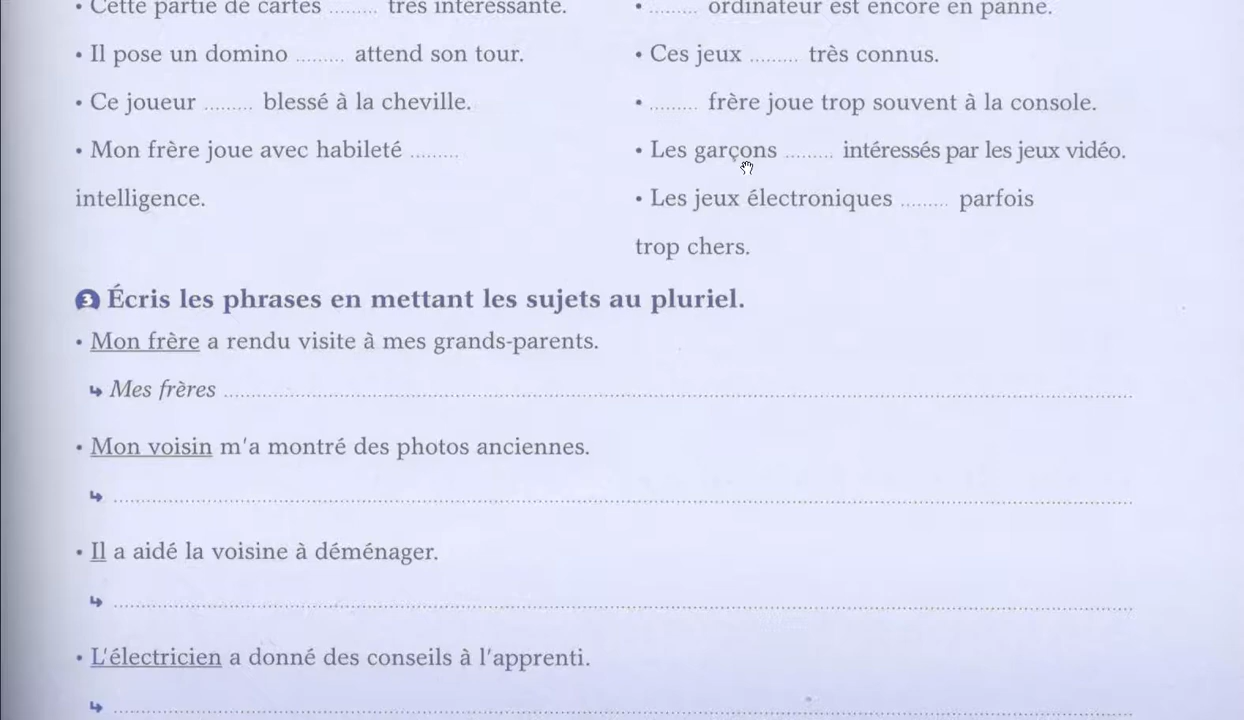 • Cette partie de cartes ......... très intéressante.
• Il pose un domino ......... attend son tour.
• Ce joueur ......... blessé à la cheville.
• Mon frère joue avec habileté .........
intelligence.
• ......... ordinateur est encore en panne.
• Ces jeux ......... très connus.
• ......... frère joue trop souvent à la console.
• Les garçons ......... intéressés par les jeux vidéo.
• Les jeux électroniques ......... parfois
trop chers.
3 Écris les phrases en mettant les sujets au pluriel.
• Mon frère a rendu visite à mes grands-parents.
↳ Mes frères .........
• Mon voisin m'a montré des photos anciennes.
↳ .........
• Il a aidé la voisine à déménager.
↳ .........
• L'électricien a donné des conseils à l'apprenti.
↳ .........